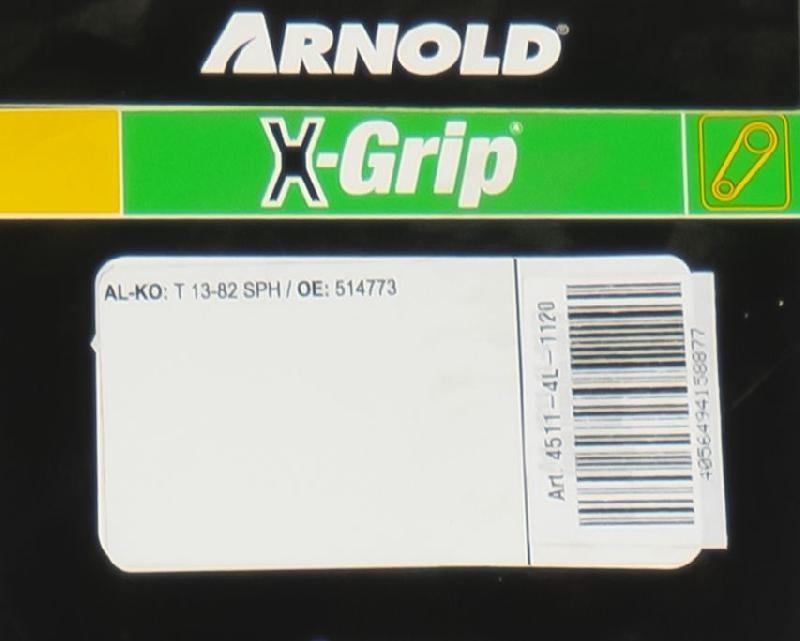 ARNOLD®
X-Grip®
AL-KO: T 13-82 SPH / OE: 514773
Art. 4511-4L-1120
4056494158877